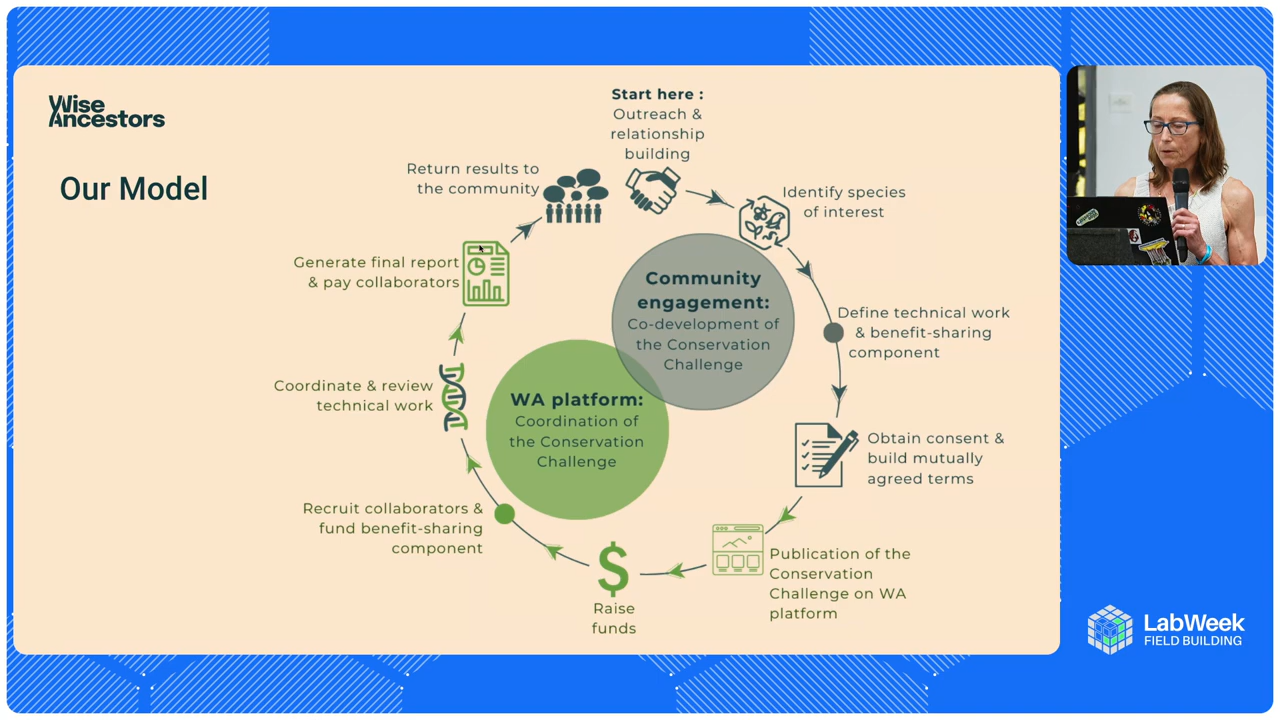 Wise
Ancestors
Our Model
Start here :
Outreach &
relationship
building
Identify species
of interest
Define technical work
& benefit-sharing
component
Obtain consent &
build mutually
agreed terms
Publication of the
Conservation
Challenge on WA
platform
Raise
funds
Recruit collaborators &
fund benefit-sharing
component
Coordinate & review
technical work
Generate final report
& pay collaborators
Return results to
the community
Community
engagement:
Co-development of
the Conservation
Challenge
WA platform:
Coordination of
the Conservation
Challenge
LabWeek
FIELD BUILDING